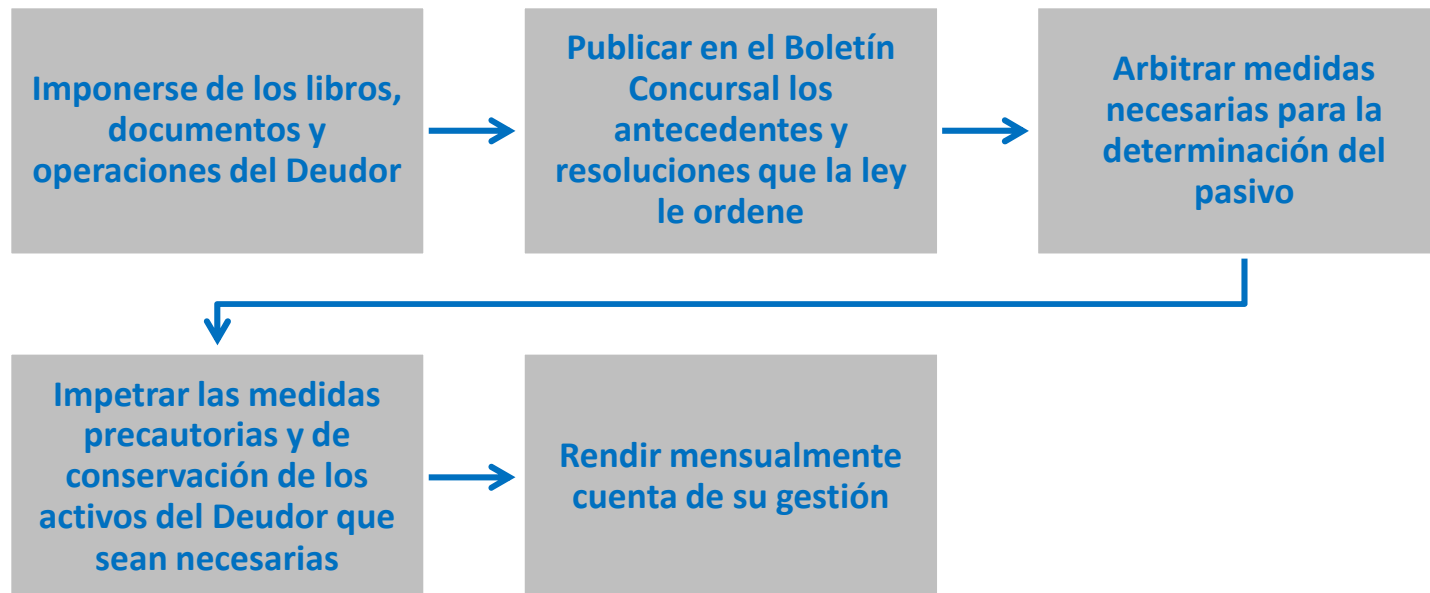 Imponerse de los libros,
documentos y
operaciones del Deudor
Publicar en el Boletín
Concursal los
antecedentes y
resoluciones que la ley
le ordene
Arbitrar medidas
necesarias para la
determinación del
pasivo
Impetrar las medidas
precautorias y de
conservación de los
activos del Deudor que
sean necesarias
Rendir mensualmente
cuenta de su gestión